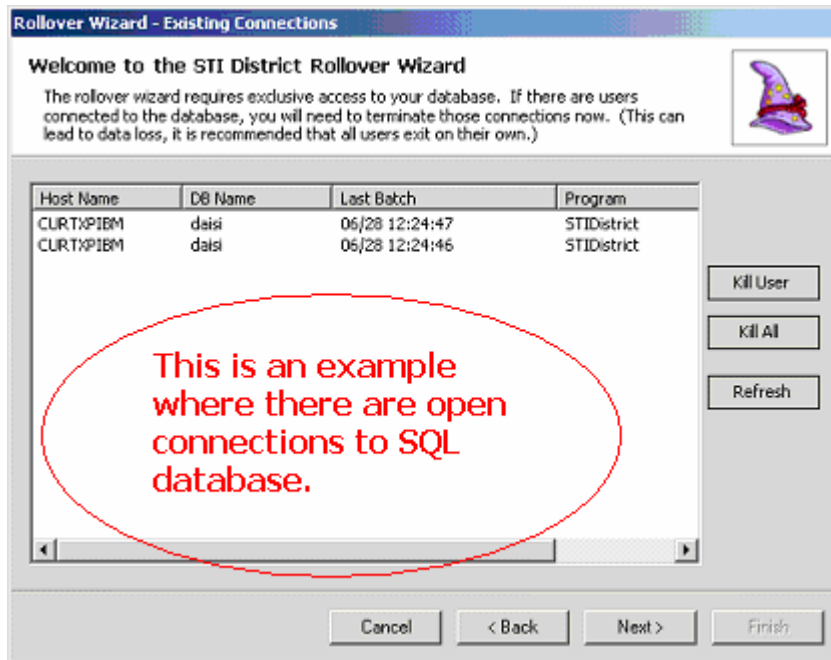 Rollover Wizard - Existing Connections
Welcome to the STI District Rollover Wizard
The rollover wizard requires exclusive access to your database. If there are users
connected to the database, you will need to terminate those connections now. (This can
lead to data loss, it is recommended that all users exit on their own.)
Host Name DB Name Last Batch Program
CURTXPIBM daisi 06/28 12:24:47 STIDistrict
CURTXPIBM daisi 06/28 12:24:46 STIDistrict
Kill User
Kill All
Refresh
This is an example
where there are open
connections to SQL
database.
Cancel < Back Next > Finish